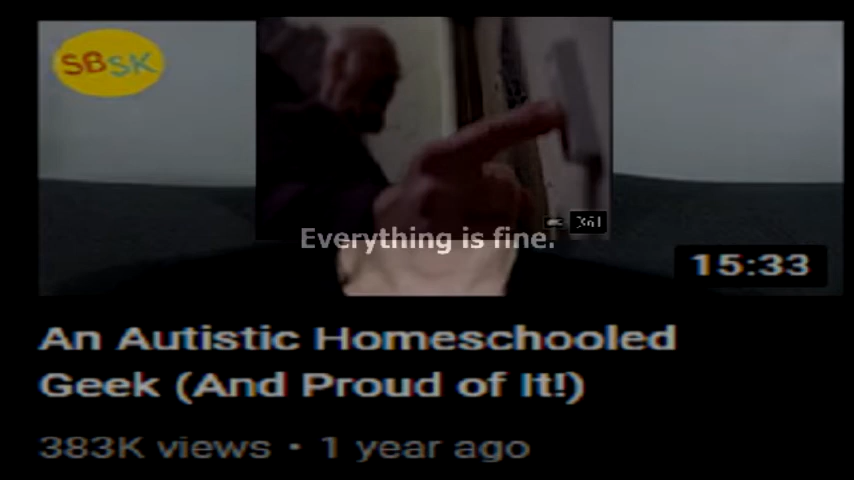 SBSK
361
Everything is fine.
15:33
An Autistic Homeschooled
Geek (And Proud of It!)
383K views • 1 year ago